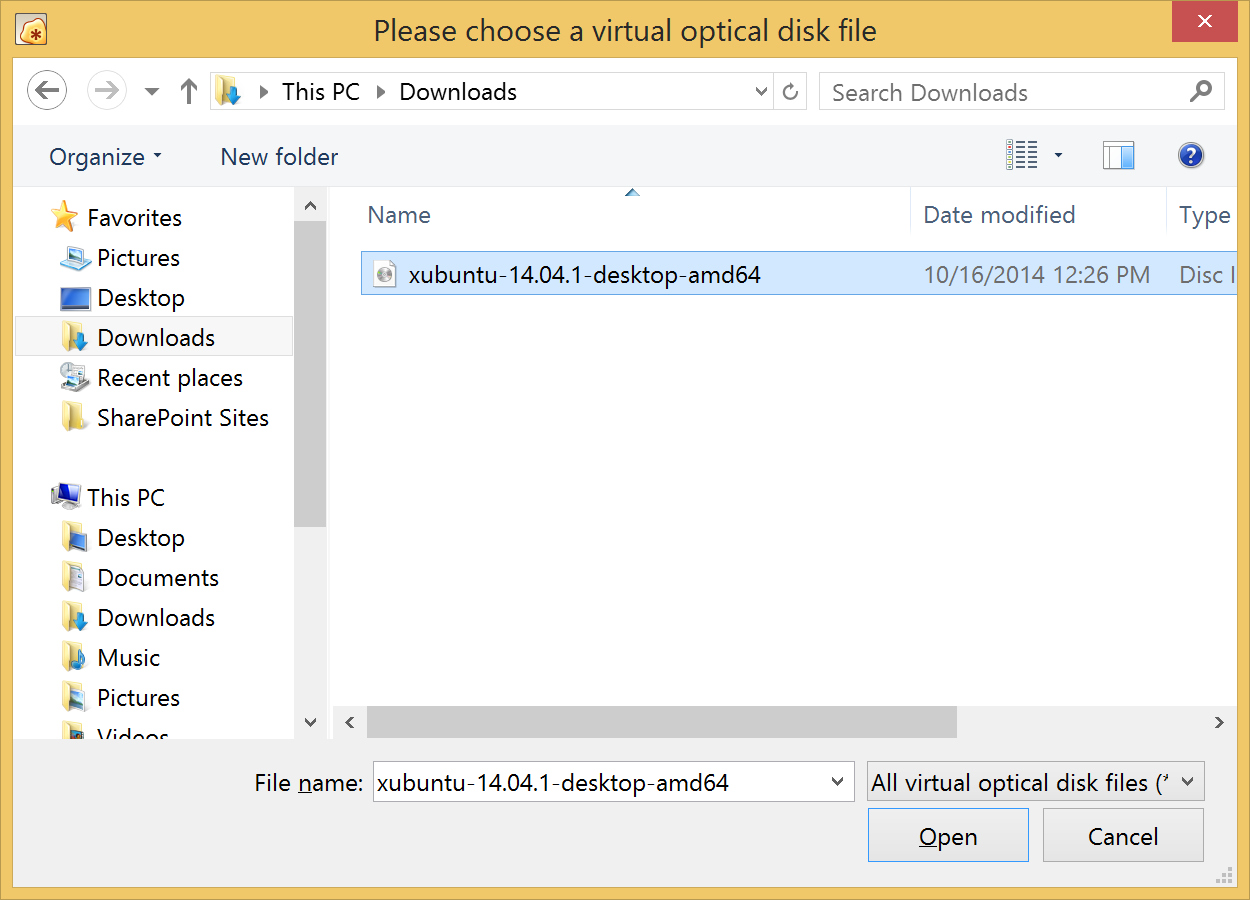 Please choose a virtual optical disk file
This PC Downloads
Search Downloads
Organize
New folder
Favorites
Pictures
Desktop
Downloads
Recent places
SharePoint Sites
This PC
Desktop
Documents
Downloads
Music
Pictures
Videos
Name Date modified Type
xubuntu-14.04.1-desktop-amd64 10/16/2014 12:26 PM Disc I
File name: xubuntu-14.04.1-desktop-amd64
All virtual optical disk files (*
Open Cancel